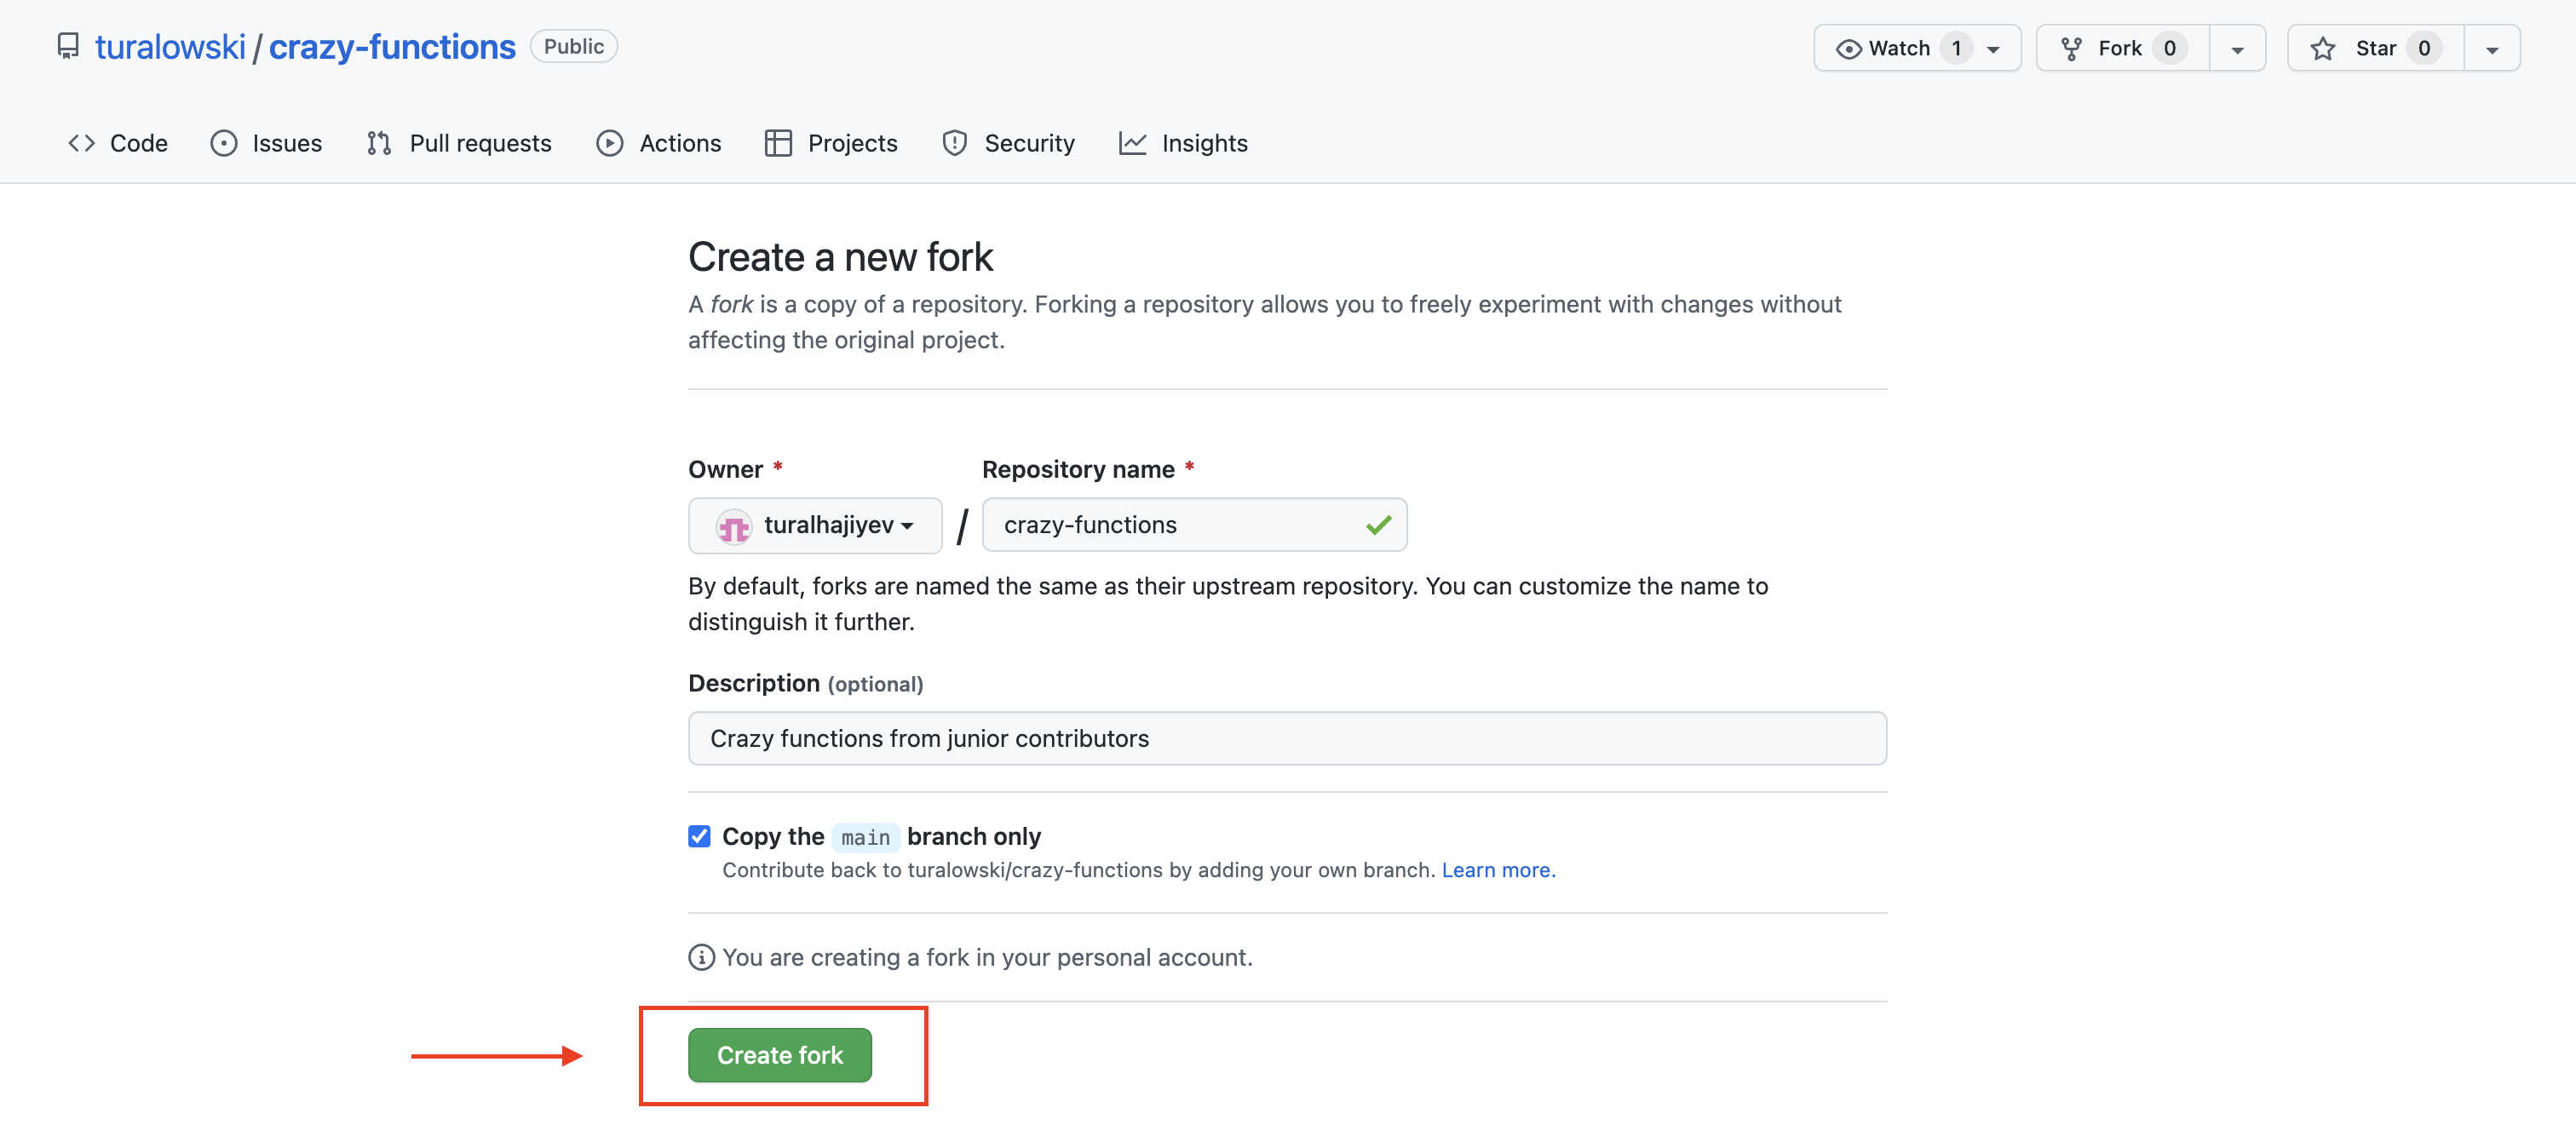 turalowski / crazy-functions Public
Watch 1 Fork 0 Star 0
Code Issues Pull requests Actions Projects Security Insights
Create a new fork
A fork is a copy of a repository. Forking a repository allows you to freely experiment with changes without
affecting the original project.
Owner * Repository name *
turalhajiyev / crazy-functions
By default, forks are named the same as their upstream repository. You can customize the name to
distinguish it further.
Description (optional)
Crazy functions from junior contributors
Copy the main branch only
Contribute back to turalowski/crazy-functions by adding your own branch. Learn more.
You are creating a fork in your personal account.
Create fork